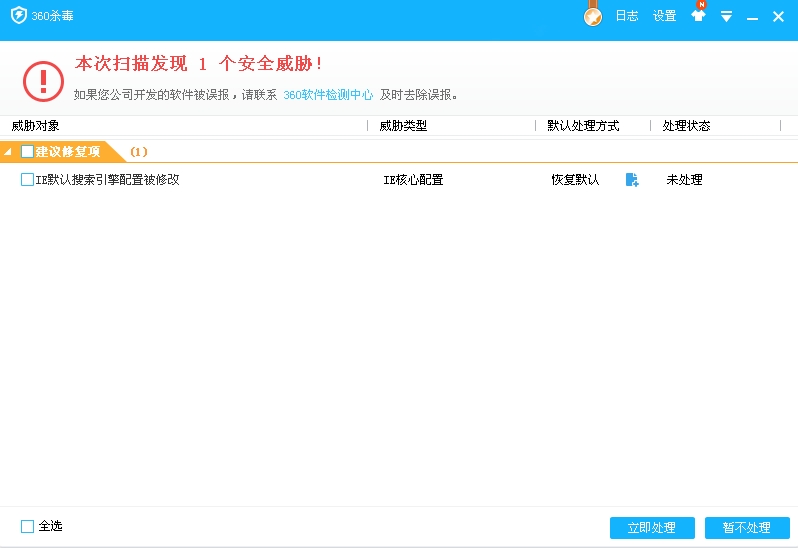 360杀毒
日志 设置 N
本次扫描发现 1 个安全威胁!
如果您公司开发的软件被误报,请联系 360软件检测中心 及时去除误报。
威胁对象 威胁类型 默认处理方式 处理状态
建议修复项 (1)
IE默认搜索引擎配置被修改 IE核心配置 恢复默认 未处理
全选 立即处理 暂不处理